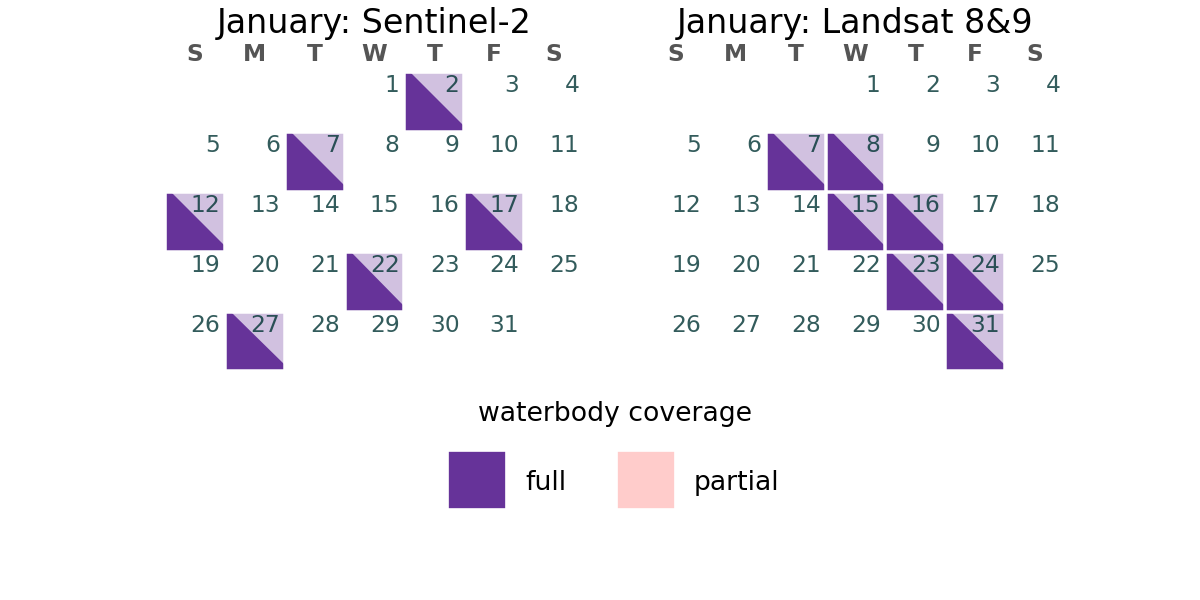 January: Sentinel-2
S M T W T F S
1 2 3 4
5 6 7 8 9 10 11
12 13 14 15 16 17 18
19 20 21 22 23 24 25
26 27 28 29 30 31
January: Landsat 8&9
S M T W T F S
1 2 3 4
5 6 7 8 9 10 11
12 13 14 15 16 17 18
19 20 21 22 23 24 25
26 27 28 29 30 31
waterbody coverage
full partial